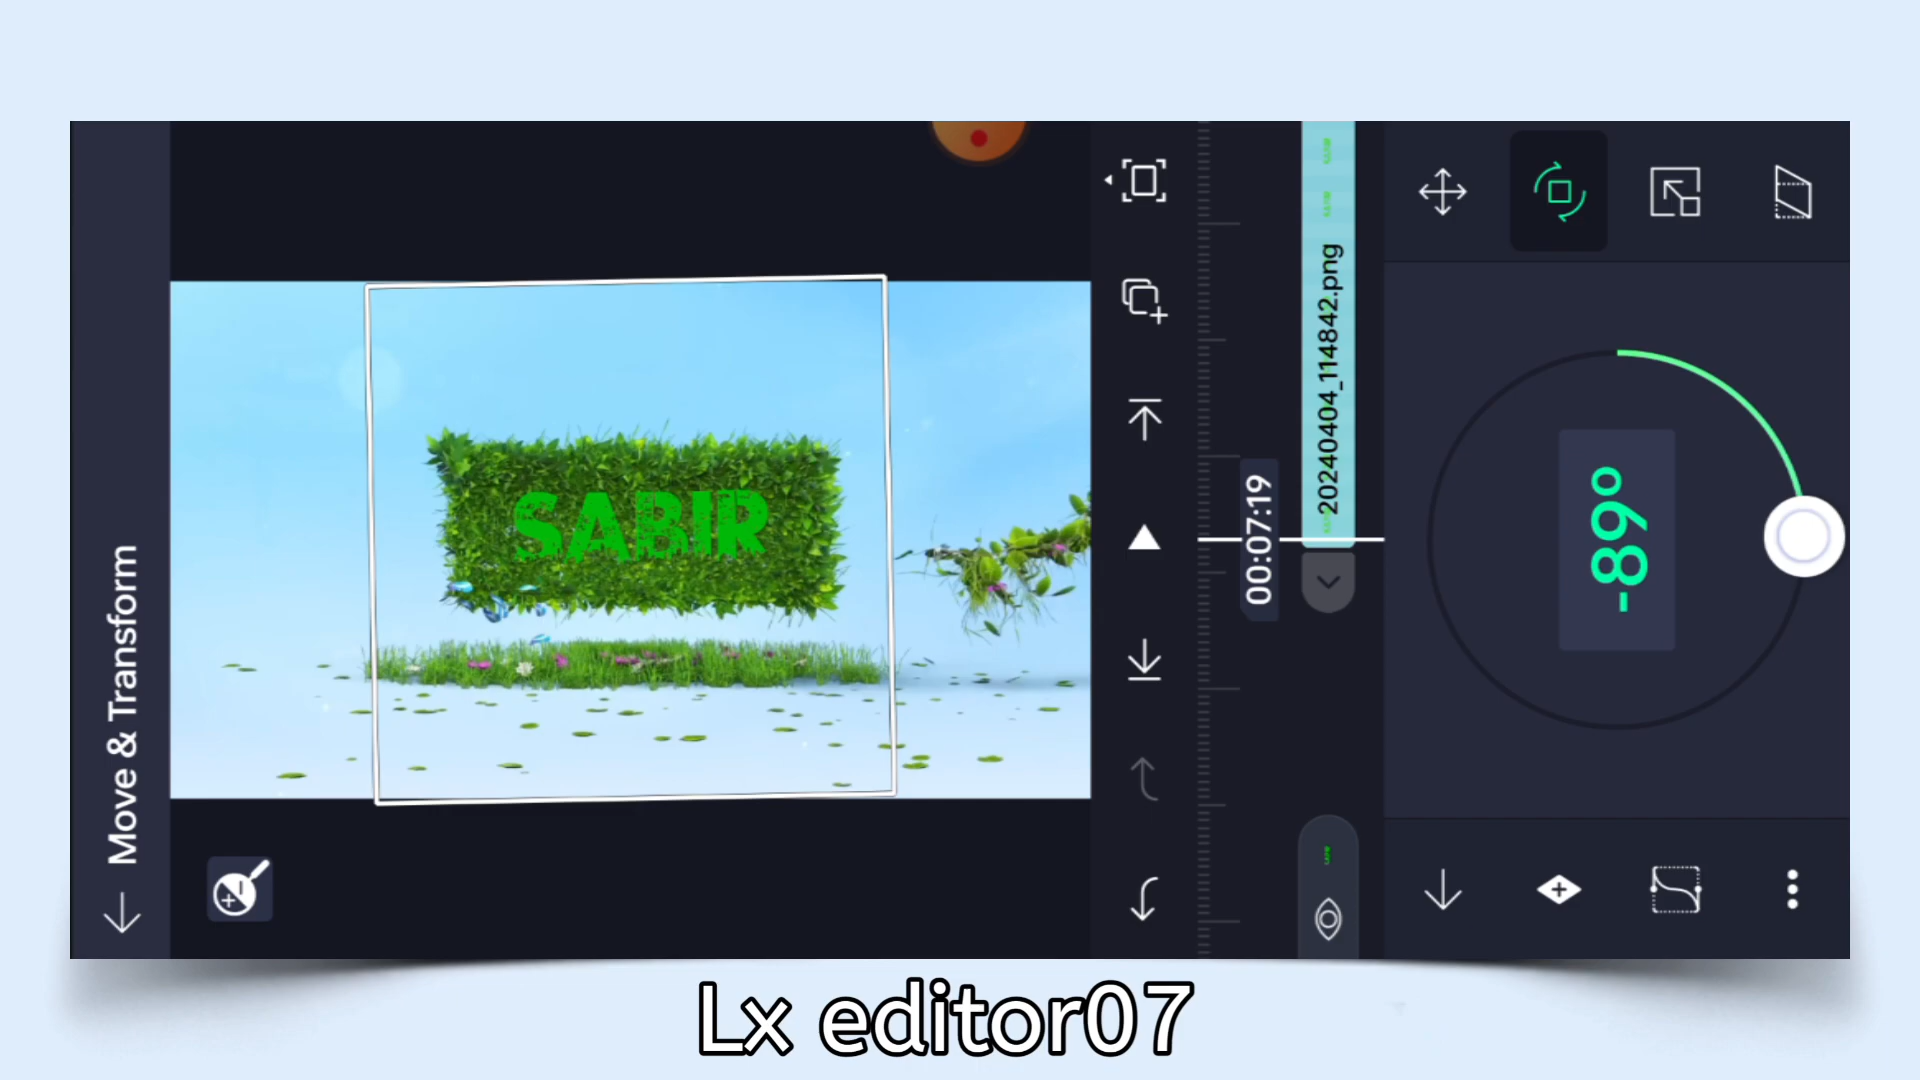 Move & Transform
SABIR
00:07:19
20240404_114842.png
-89°
Lx editor07